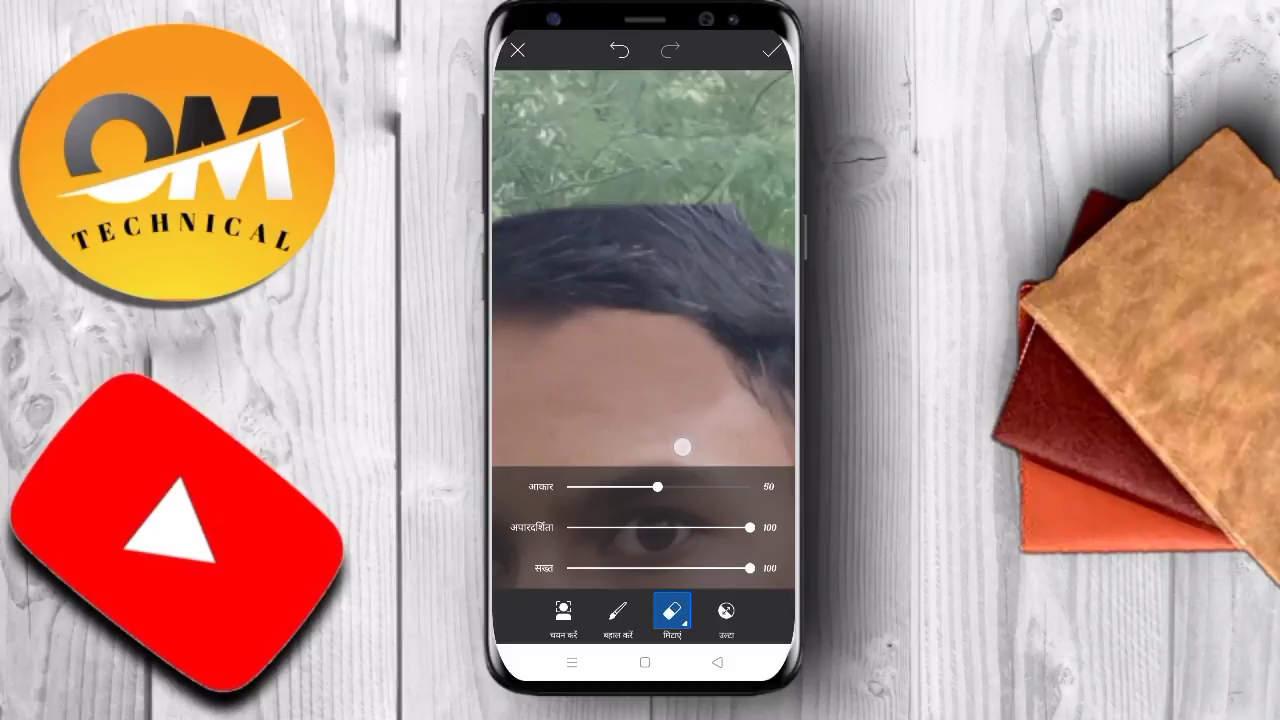 OM
TECHNICAL
आकार 50
अपारदर्शिता 100
सख्त 100
चयन करें बहाल करें मिटाएं उल्टा